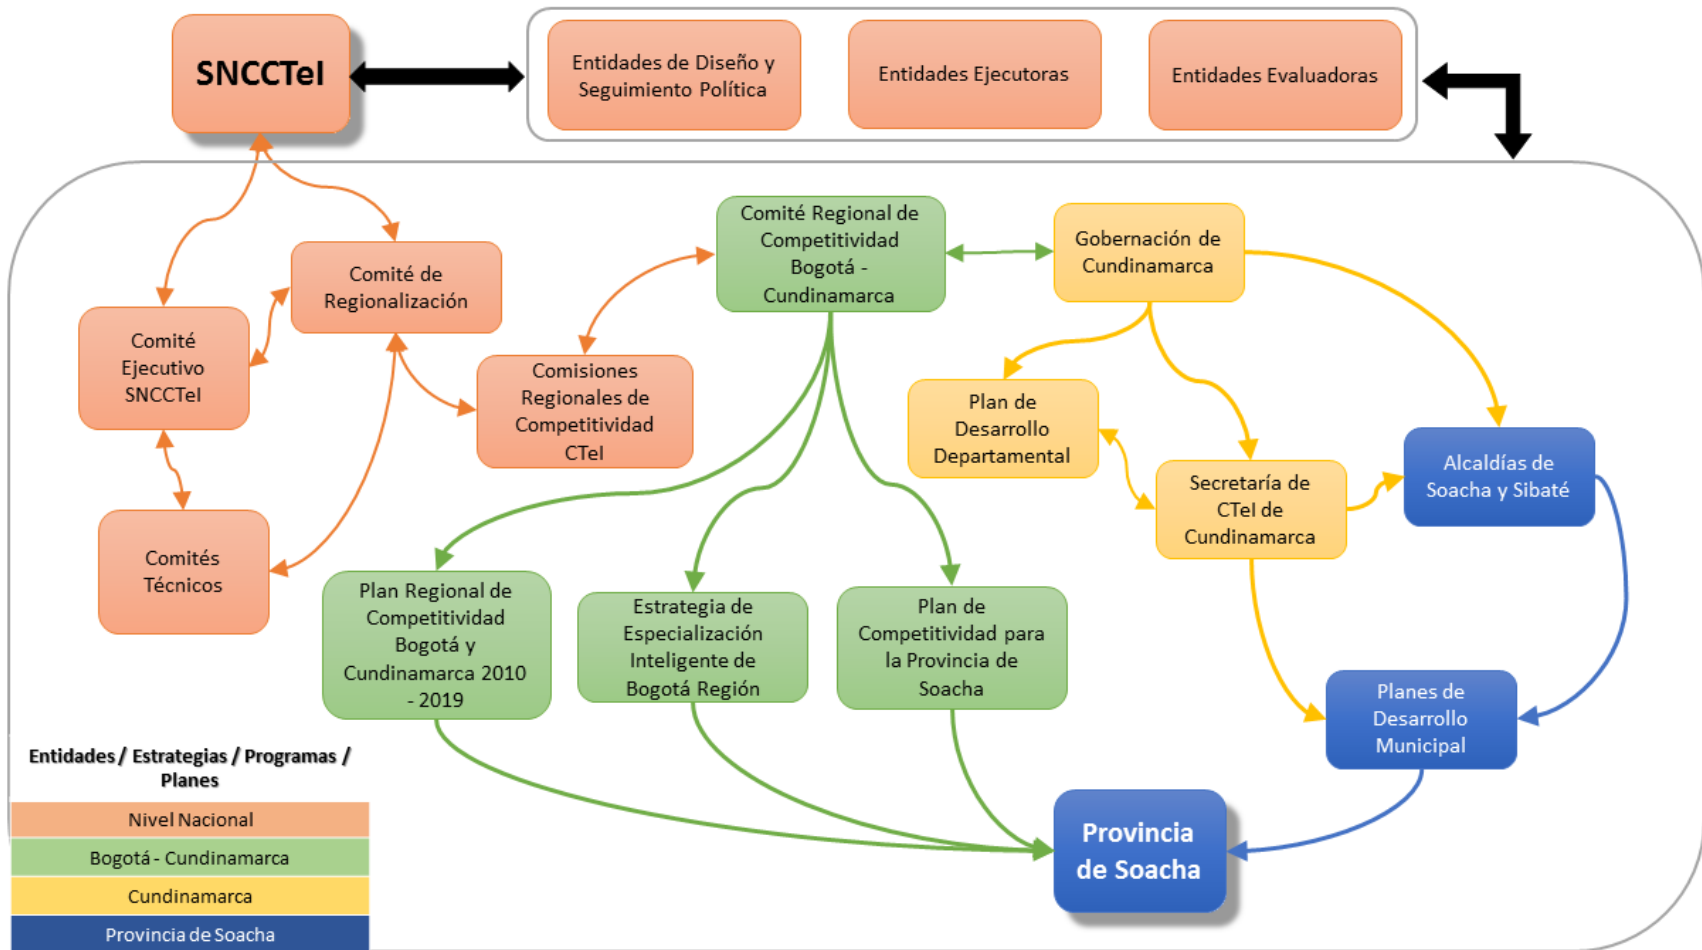 SNCCTeI
Entidades de Diseño y
Seguimiento Política
Entidades Ejecutoras
Entidades Evaluadoras
Comité de
Regionalización
Comité
Ejecutivo
SNCCTeI
Comités
Técnicos
Comisiones
Regionales de
Competitividad
CTeI
Comité Regional de
Competitividad
Bogotá -
Cundinamarca
Gobernación de
Cundinamarca
Plan de
Desarrollo
Departamental
Secretaría de
CTeI de
Cundinamarca
Alcaldías de
Soacha y Sibaté
Plan Regional de
Competitividad
Bogotá y
Cundinamarca 2010
- 2019
Estrategia de
Especialización
Inteligente de
Bogotá Región
Plan de
Competitividad para
la Provincia de
Soacha
Planes de
Desarrollo
Municipal
Provincia
de Soacha
Entidades / Estrategias / Programas /
Planes
Nivel Nacional
Bogotá - Cundinamarca
Cundinamarca
Provincia de Soacha